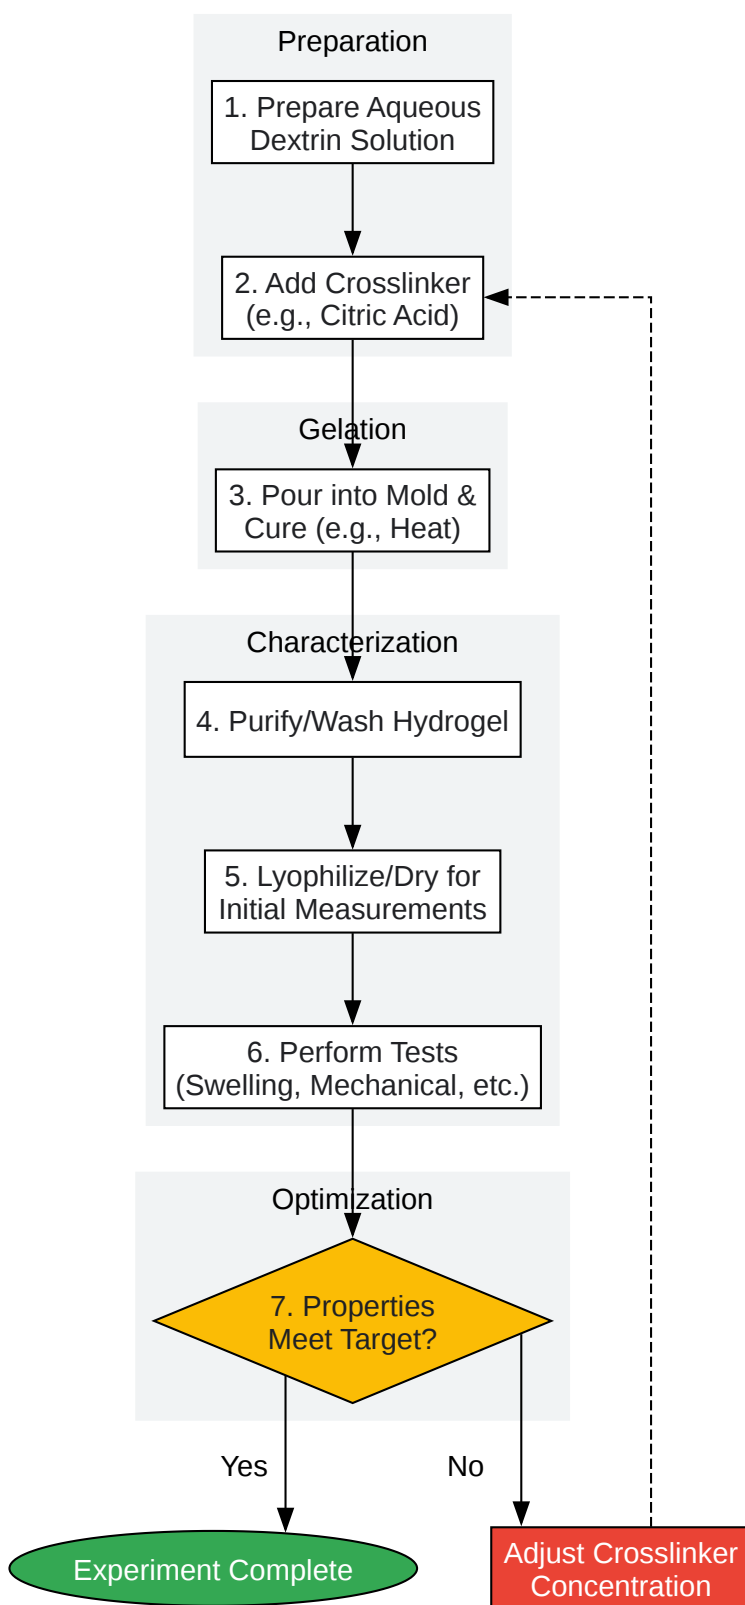 Preparation
1. Prepare Aqueous
Dextrin Solution
2. Add Crosslinker
(e.g., Citric Acid)
Gelation
3. Pour into Mold &
Cure (e.g., Heat)
Characterization
4. Purify/Wash Hydrogel
5. Lyophilize/Dry for
Initial Measurements
6. Perform Tests
(Swelling, Mechanical, etc.)
Optimization
7. Properties
Meet Target?
Yes
No
Experiment Complete
Adjust Crosslinker
Concentration